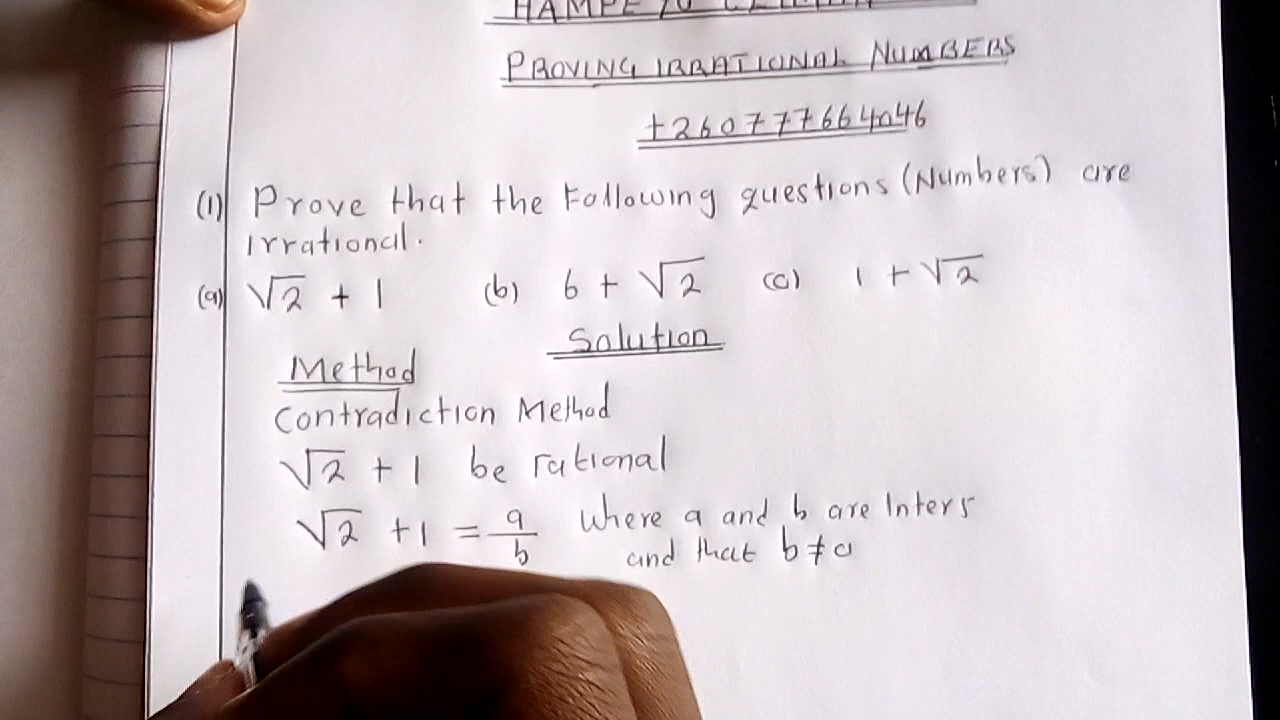 PROVING IRRATIONAL NUMBERS
+260777664046
(1) Prove that the Following questions (Numbers) are
Irrational.
(a) √2 + 1 (b) 6 + √2 (c) 1 + √2
Solution
Method
Contradiction Method
√2 + 1 be rational
√2 + 1 = a/b Where a and b are Inters
and that b ≠ o